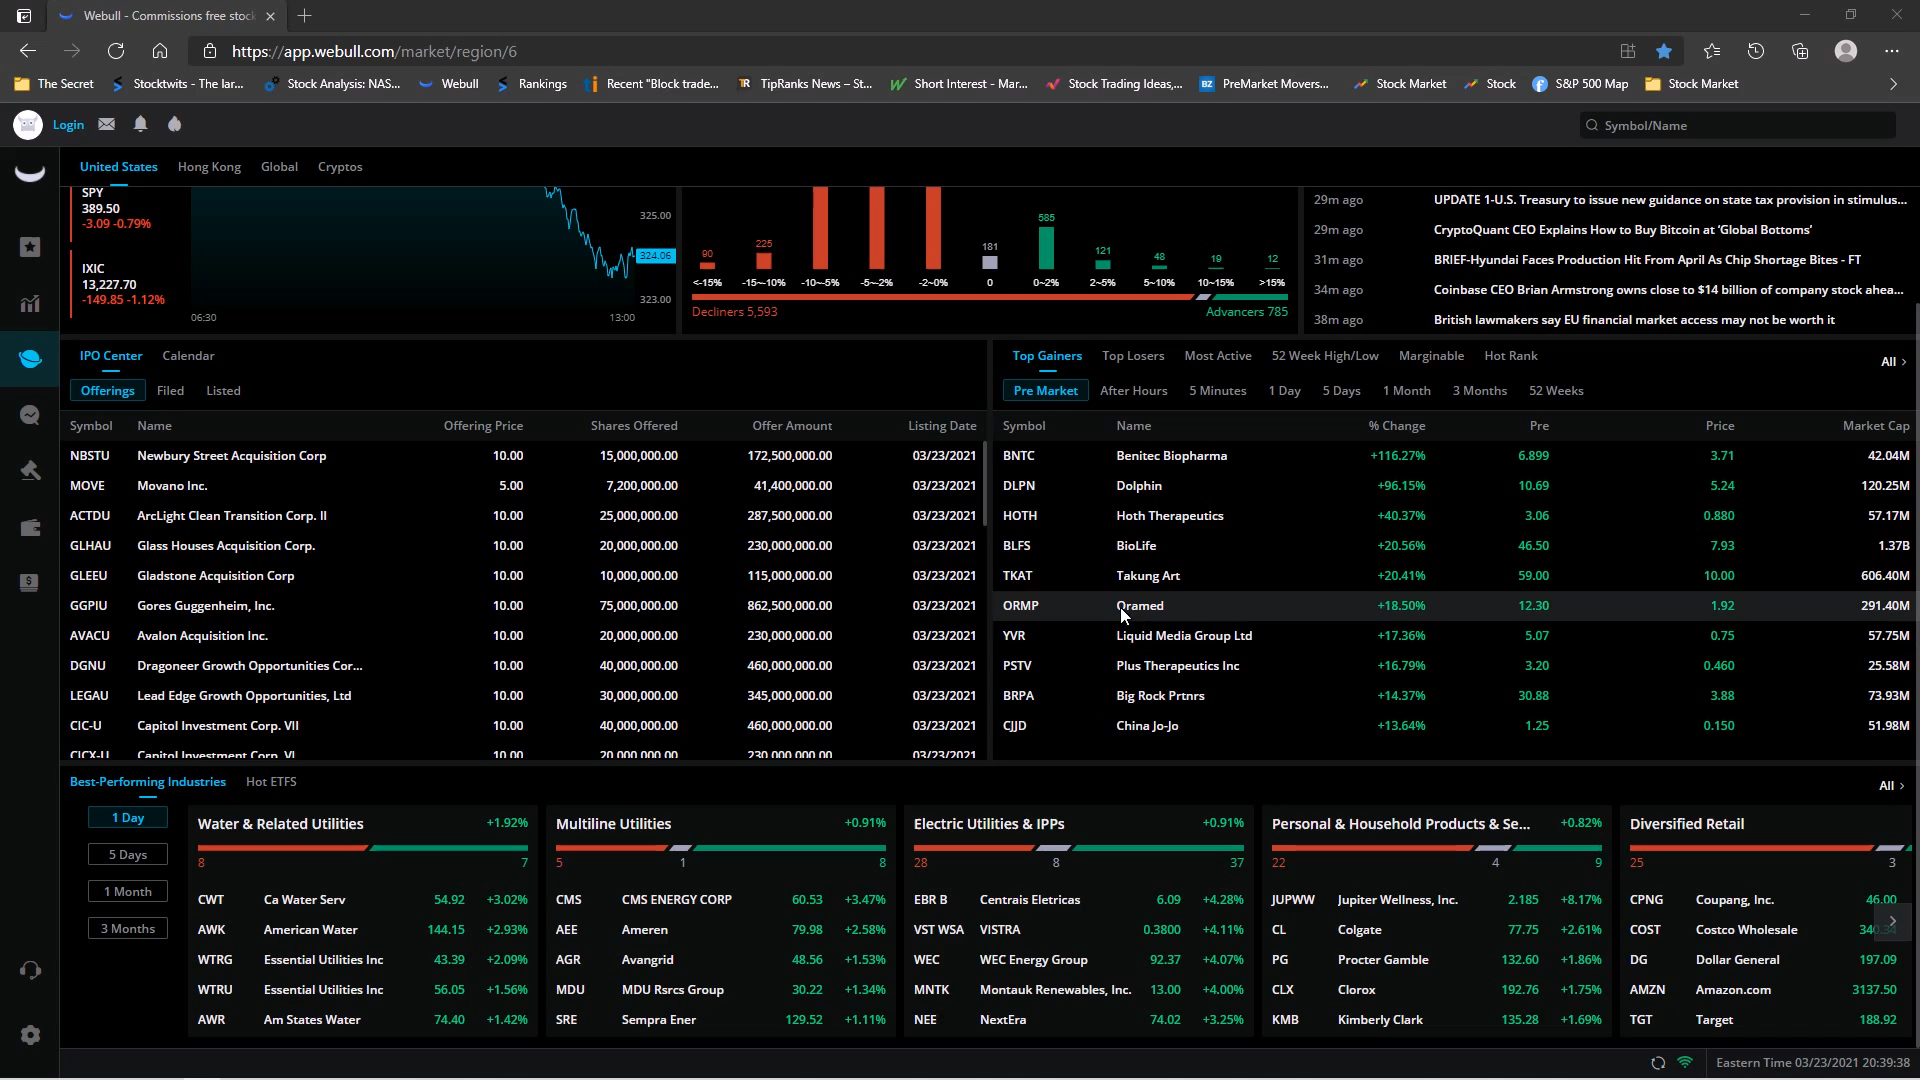 Webull - Commissions free stock
https://app.webull.com/market/region/6
The Secret Stocktwits - The lar... Stock Analysis: NAS... Webull Rankings Recent "Block trade... TipRanks News – St... Short Interest - Mar... Stock Trading Ideas,... PreMarket Movers... Stock Market Stock S&P 500 Map Stock Market
Login
Symbol/Name
United States Hong Kong Global Cryptos
SPY
389.50
-3.09 -0.79%
IXIC
13,227.70
-149.85 -1.12%
325.00
324.06
323.00
06:30 13:00
90 225 181 585 121 48 19 12
<-15% -15~-10% -10~-5% -5~-2% -2~0% 0 0~2% 2~5% 5~10% 10~15% >15%
Decliners 5,593 Advancers 785
29m ago UPDATE 1-U.S. Treasury to issue new guidance on state tax provision in stimulus...
29m ago CryptoQuant CEO Explains How to Buy Bitcoin at ‘Global Bottoms’
31m ago BRIEF-Hyundai Faces Production Hit From April As Chip Shortage Bites - FT
34m ago Coinbase CEO Brian Armstrong owns close to $14 billion of company stock ahea...
38m ago British lawmakers say EU financial market access may not be worth it
IPO Center Calendar
Offerings Filed Listed
Symbol Name Offering Price Shares Offered Offer Amount Listing Date
NBSTU Newbury Street Acquisition Corp 10.00 15,000,000.00 172,500,000.00 03/23/2021
MOVE Movano Inc. 5.00 7,200,000.00 41,400,000.00 03/23/2021
ACTDU ArcLight Clean Transition Corp. II 10.00 25,000,000.00 287,500,000.00 03/23/2021
GLHAU Glass Houses Acquisition Corp. 10.00 20,000,000.00 230,000,000.00 03/23/2021
GLEEU Gladstone Acquisition Corp 10.00 10,000,000.00 115,000,000.00 03/23/2021
GGPIU Gores Guggenheim, Inc. 10.00 75,000,000.00 862,500,000.00 03/23/2021
AVACU Avalon Acquisition Inc. 10.00 20,000,000.00 230,000,000.00 03/23/2021
DGNU Dragoneer Growth Opportunities Cor... 10.00 40,000,000.00 460,000,000.00 03/23/2021
LEGAU Lead Edge Growth Opportunities, Ltd 10.00 30,000,000.00 345,000,000.00 03/23/2021
CIC-U Capitol Investment Corp. VII 10.00 40,000,000.00 460,000,000.00 03/23/2021
CICX-U Capitol Investment Corp. VI 10.00 20,000,000.00 230,000,000.00 03/23/2021
Top Gainers Top Losers Most Active 52 Week High/Low Marginable Hot Rank All >
Pre Market After Hours 5 Minutes 1 Day 5 Days 1 Month 3 Months 52 Weeks
Symbol Name % Change Pre Price Market Cap
BNTC Benitec Biopharma +116.27% 6.899 3.71 42.04M
DLPN Dolphin +96.15% 10.69 5.24 120.25M
HOTH Hoth Therapeutics +40.37% 3.06 0.880 57.17M
BLFS BioLife +20.56% 46.50 7.93 1.37B
TKAT Takung Art +20.41% 59.00 10.00 606.40M
ORMP Oramed +18.50% 12.30 1.92 291.40M
YVR Liquid Media Group Ltd +17.36% 5.07 0.75 57.75M
PSTV Plus Therapeutics Inc +16.79% 3.20 0.460 25.58M
BRPA Big Rock Prtnrs +14.37% 30.88 3.88 73.93M
CJJD China Jo-Jo +13.64% 1.25 0.150 51.98M
Best-Performing Industries Hot ETFS All >
1 Day
5 Days
1 Month
3 Months
Water & Related Utilities +1.92%
8 7
CWT Ca Water Serv 54.92 +3.02%
AWK American Water 144.15 +2.93%
WTRG Essential Utilities Inc 43.39 +2.09%
WTRU Essential Utilities Inc 56.05 +1.56%
AWR Am States Water 74.40 +1.42%
Multiline Utilities +0.91%
5 1 8
CMS CMS ENERGY CORP 60.53 +3.47%
AEE Ameren 79.98 +2.58%
AGR Avangrid 48.56 +1.53%
MDU MDU Rsrcs Group 30.22 +1.34%
SRE Sempra Ener 129.52 +1.11%
Electric Utilities & IPPs +0.91%
28 8 37
EBR B Centrais Eletricas 6.09 +4.28%
VST WSA VISTRA 0.3800 +4.11%
WEC WEC Energy Group 92.37 +4.07%
MNTK Montauk Renewables, Inc. 13.00 +4.00%
NEE NextEra 74.02 +3.25%
Personal & Household Products & Se... +0.82%
22 4 9
JUPWW Jupiter Wellness, Inc. 2.185 +8.17%
CL Colgate 77.75 +2.61%
PG Procter Gamble 132.60 +1.86%
CLX Clorox 192.76 +1.75%
KMB Kimberly Clark 135.28 +1.69%
Diversified Retail
25 3
CPNG Coupang, Inc. 46.00
COST Costco Wholesale 340.34
DG Dollar General 197.09
AMZN Amazon.com 3137.50
TGT Target 188.92
Eastern Time 03/23/2021 20:39:38